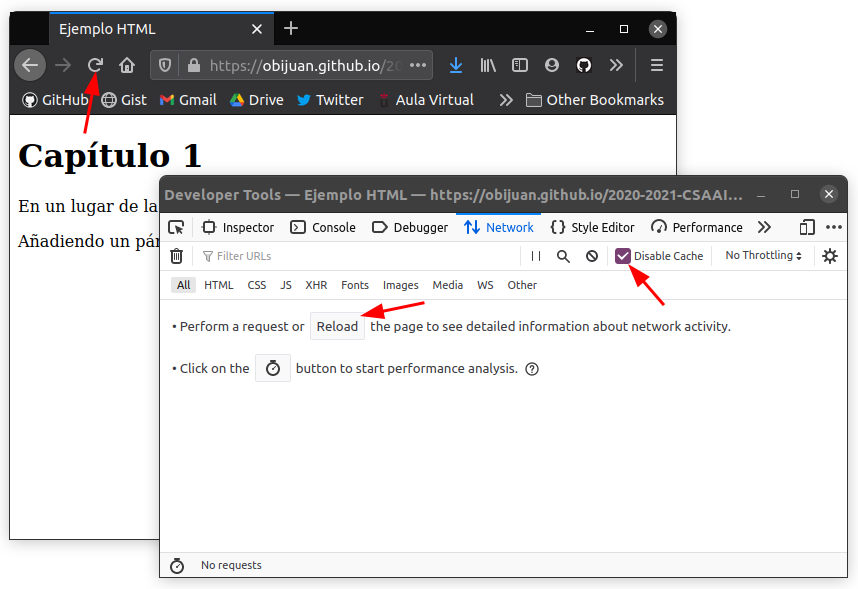 Ejemplo HTML
https://obijuan.github.io/20
GitHub Gist Gmail Drive Twitter Aula Virtual Other Bookmarks
Capítulo 1
En un lugar de la
Añadiendo un pár
Developer Tools — Ejemplo HTML — https://obijuan.github.io/2020-2021-CSAAI...
Inspector Console Debugger Network Style Editor Performance
Filter URLs Disable Cache No Throttling
All HTML CSS JS XHR Fonts Images Media WS Other
• Perform a request or Reload the page to see detailed information about network activity.
• Click on the button to start performance analysis.
No requests